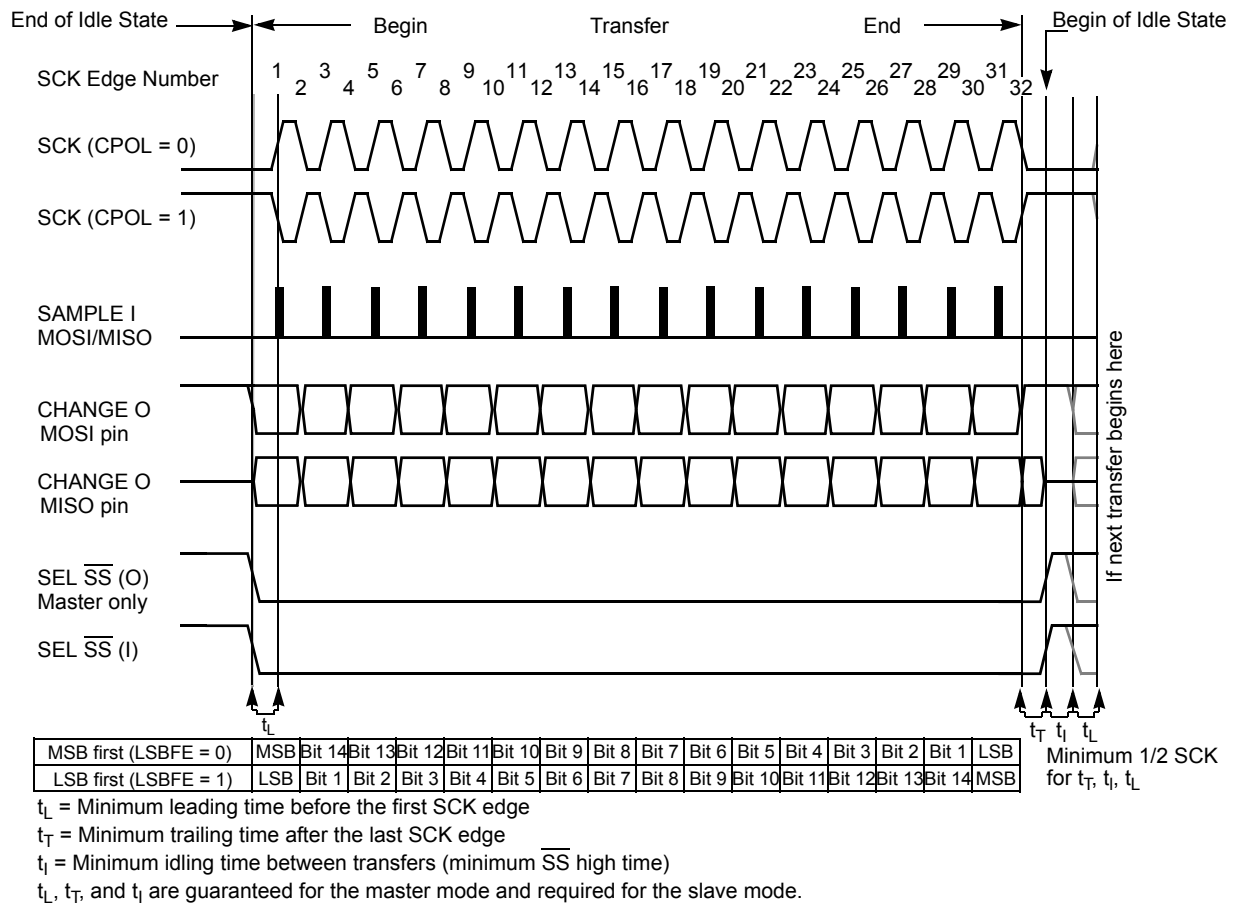 End of Idle State
Begin
Transfer
End
Begin of Idle State
SCK Edge Number
1 3 5 7 9 11 13 15 17 19 21 23 25 27 29 31
2 4 6 8 10 12 14 16 18 20 22 24 26 28 30 32
SCK (CPOL = 0)
SCK (CPOL = 1)
SAMPLE I
MOSI/MISO
CHANGE O
MOSI pin
CHANGE O
MISO pin
SEL SS (O)
Master only
SEL SS (I)
If next transfer begins here
tL
tT tI tL
MSB first (LSBFE = 0) MSB Bit 14 Bit 13 Bit 12 Bit 11 Bit 10 Bit 9 Bit 8 Bit 7 Bit 6 Bit 5 Bit 4 Bit 3 Bit 2 Bit 1 LSB
LSB first (LSBFE = 1) LSB Bit 1 Bit 2 Bit 3 Bit 4 Bit 5 Bit 6 Bit 7 Bit 8 Bit 9 Bit 10 Bit 11 Bit 12 Bit 13 Bit 14 MSB
Minimum 1/2 SCK
for tT, tI, tL
tL = Minimum leading time before the first SCK edge
tT = Minimum trailing time after the last SCK edge
tI = Minimum idling time between transfers (minimum SS high time)
tL, tT, and tI are guaranteed for the master mode and required for the slave mode.